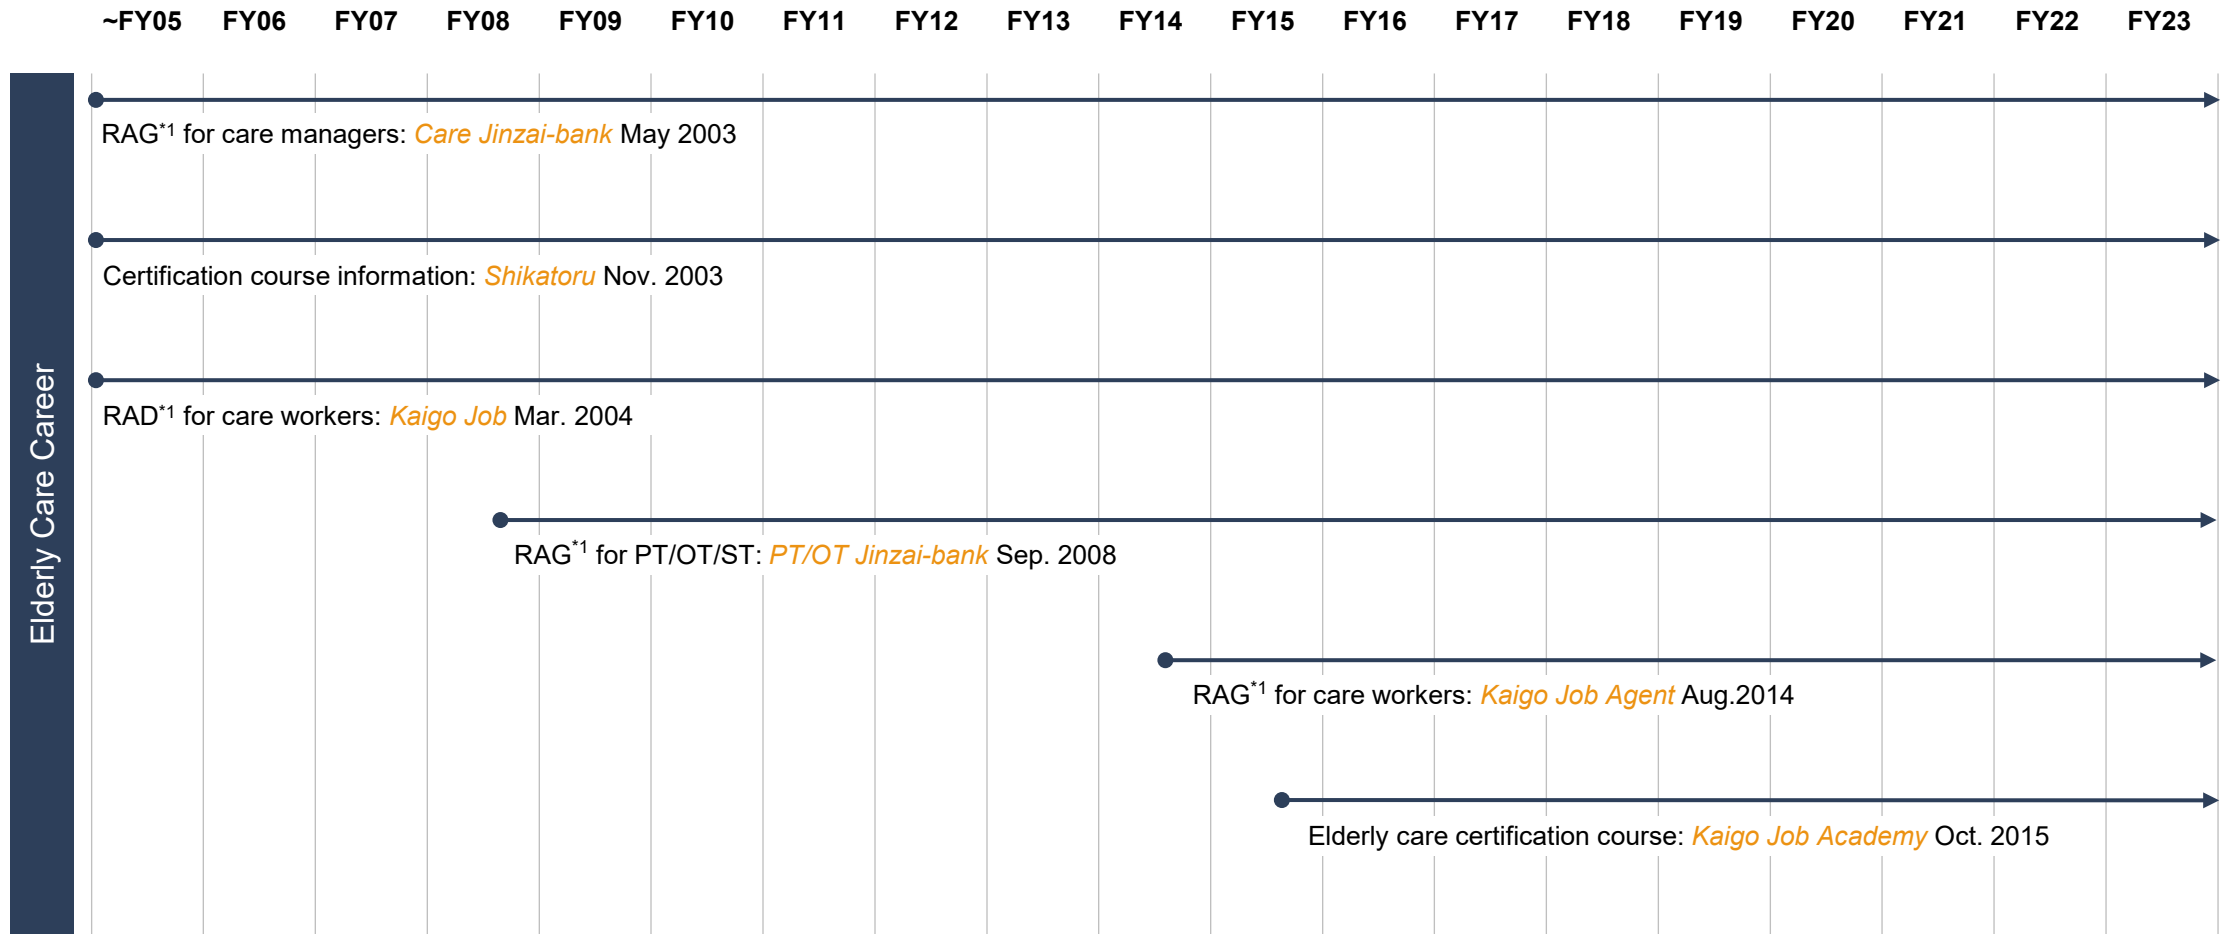 ~FY05 FY06 FY07 FY08 FY09 FY10 FY11 FY12 FY13 FY14 FY15 FY16 FY17 FY18 FY19 FY20 FY21 FY22 FY23
Elderly Care Career
RAG*1 for care managers: Care Jinzai-bank May 2003
Certification course information: Shikatoru Nov. 2003
RAD*1 for care workers: Kaigo Job Mar. 2004
RAG*1 for PT/OT/ST: PT/OT Jinzai-bank Sep. 2008
RAG*1 for care workers: Kaigo Job Agent Aug.2014
Elderly care certification course: Kaigo Job Academy Oct. 2015